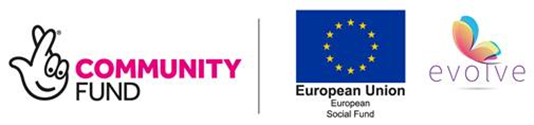 COMMUNITY
FUND
European Union
European
Social Fund
evolve